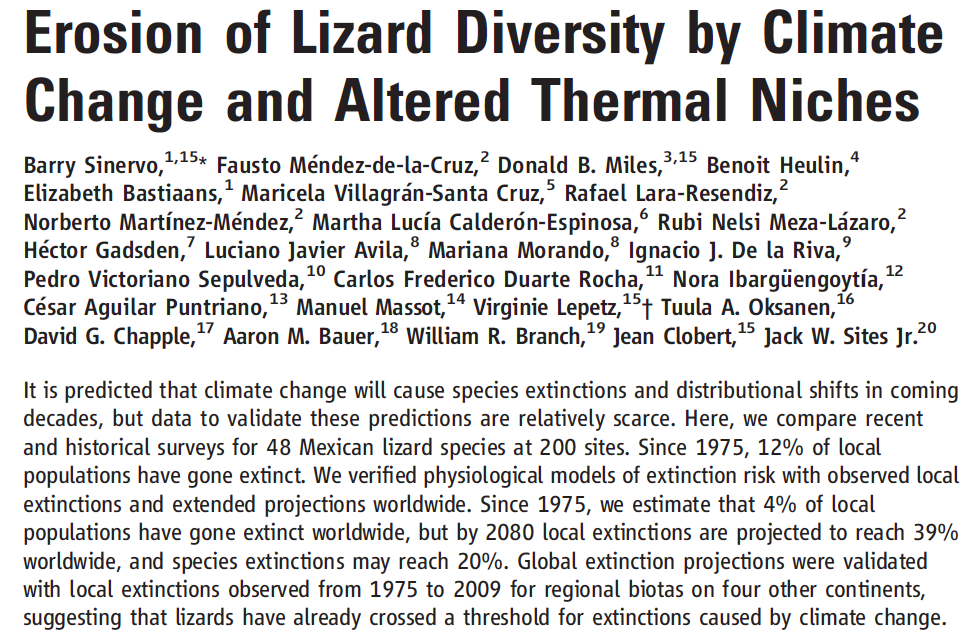 Erosion of Lizard Diversity by Climate
Change and Altered Thermal Niches
Barry Sinervo,1,15* Fausto Méndez-de-la-Cruz,2 Donald B. Miles,3,15 Benoit Heulin,4
Elizabeth Bastiaans,1 Maricela Villagrán-Santa Cruz,5 Rafael Lara-Resendiz,2
Norberto Martínez-Méndez,2 Martha Lucía Calderón-Espinosa,6 Rubi Nelsi Meza-Lázaro,2
Héctor Gadsden,7 Luciano Javier Avila,8 Mariana Morando,8 Ignacio J. De la Riva,9
Pedro Victoriano Sepulveda,10 Carlos Frederico Duarte Rocha,11 Nora Ibargüengoytía,12
César Aguilar Puntriano,13 Manuel Massot,14 Virginie Lepetz,15† Tuula A. Oksanen,16
David G. Chapple,17 Aaron M. Bauer,18 William R. Branch,19 Jean Clobert,15 Jack W. Sites Jr.20
It is predicted that climate change will cause species extinctions and distributional shifts in coming
decades, but data to validate these predictions are relatively scarce. Here, we compare recent
and historical surveys for 48 Mexican lizard species at 200 sites. Since 1975, 12% of local
populations have gone extinct. We verified physiological models of extinction risk with observed local
extinctions and extended projections worldwide. Since 1975, we estimate that 4% of local
populations have gone extinct worldwide, but by 2080 local extinctions are projected to reach 39%
worldwide, and species extinctions may reach 20%. Global extinction projections were validated
with local extinctions observed from 1975 to 2009 for regional biotas on four other continents,
suggesting that lizards have already crossed a threshold for extinctions caused by climate change.